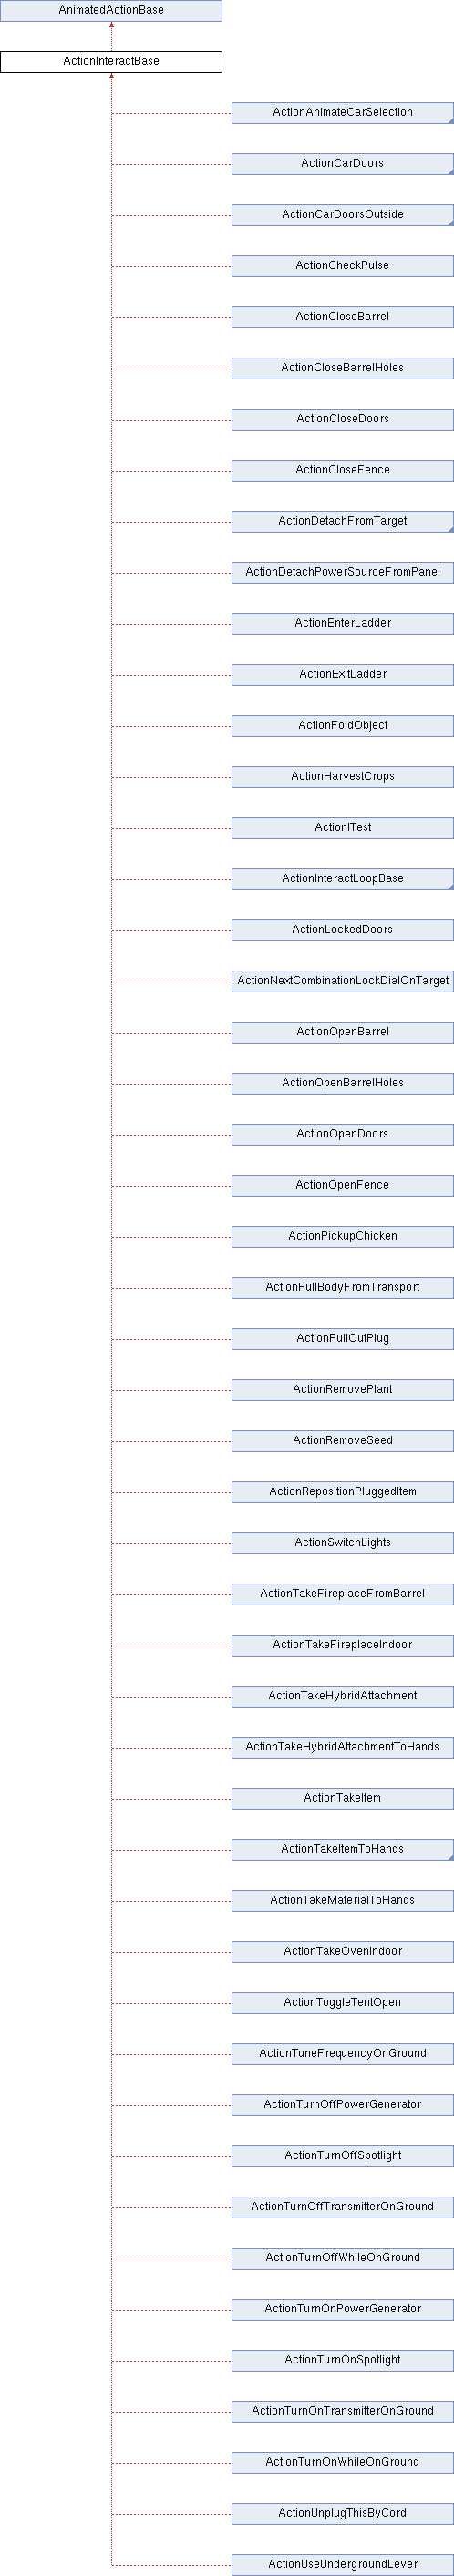 AnimatedActionBase
ActionInteractBase
ActionAnimateCarSelection
ActionCarDoors
ActionCarDoorsOutside
ActionCheckPulse
ActionCloseBarrel
ActionCloseBarrelHoles
ActionCloseDoors
ActionCloseFence
ActionDetachFromTarget
ActionDetachPowerSourceFromPanel
ActionEnterLadder
ActionExitLadder
ActionFoldObject
ActionHarvestCrops
ActionITest
ActionInteractLoopBase
ActionLockedDoors
ActionNextCombinationLockDialOnTarget
ActionOpenBarrel
ActionOpenBarrelHoles
ActionOpenDoors
ActionOpenFence
ActionPickupChicken
ActionPullBodyFromTransport
ActionPullOutPlug
ActionRemovePlant
ActionRemoveSeed
ActionRepositionPluggedItem
ActionSwitchLights
ActionTakeFireplaceFromBarrel
ActionTakeFireplaceIndoor
ActionTakeHybridAttachment
ActionTakeHybridAttachmentToHands
ActionTakeItem
ActionTakeItemToHands
ActionTakeMaterialToHands
ActionTakeOvenIndoor
ActionToggleTentOpen
ActionTuneFrequencyOnGround
ActionTurnOffPowerGenerator
ActionTurnOffSpotlight
ActionTurnOffTransmitterOnGround
ActionTurnOffWhileOnGround
ActionTurnOnPowerGenerator
ActionTurnOnSpotlight
ActionTurnOnTransmitterOnGround
ActionTurnOnWhileOnGround
ActionUnplugThisByCord
ActionUseUndergroundLever